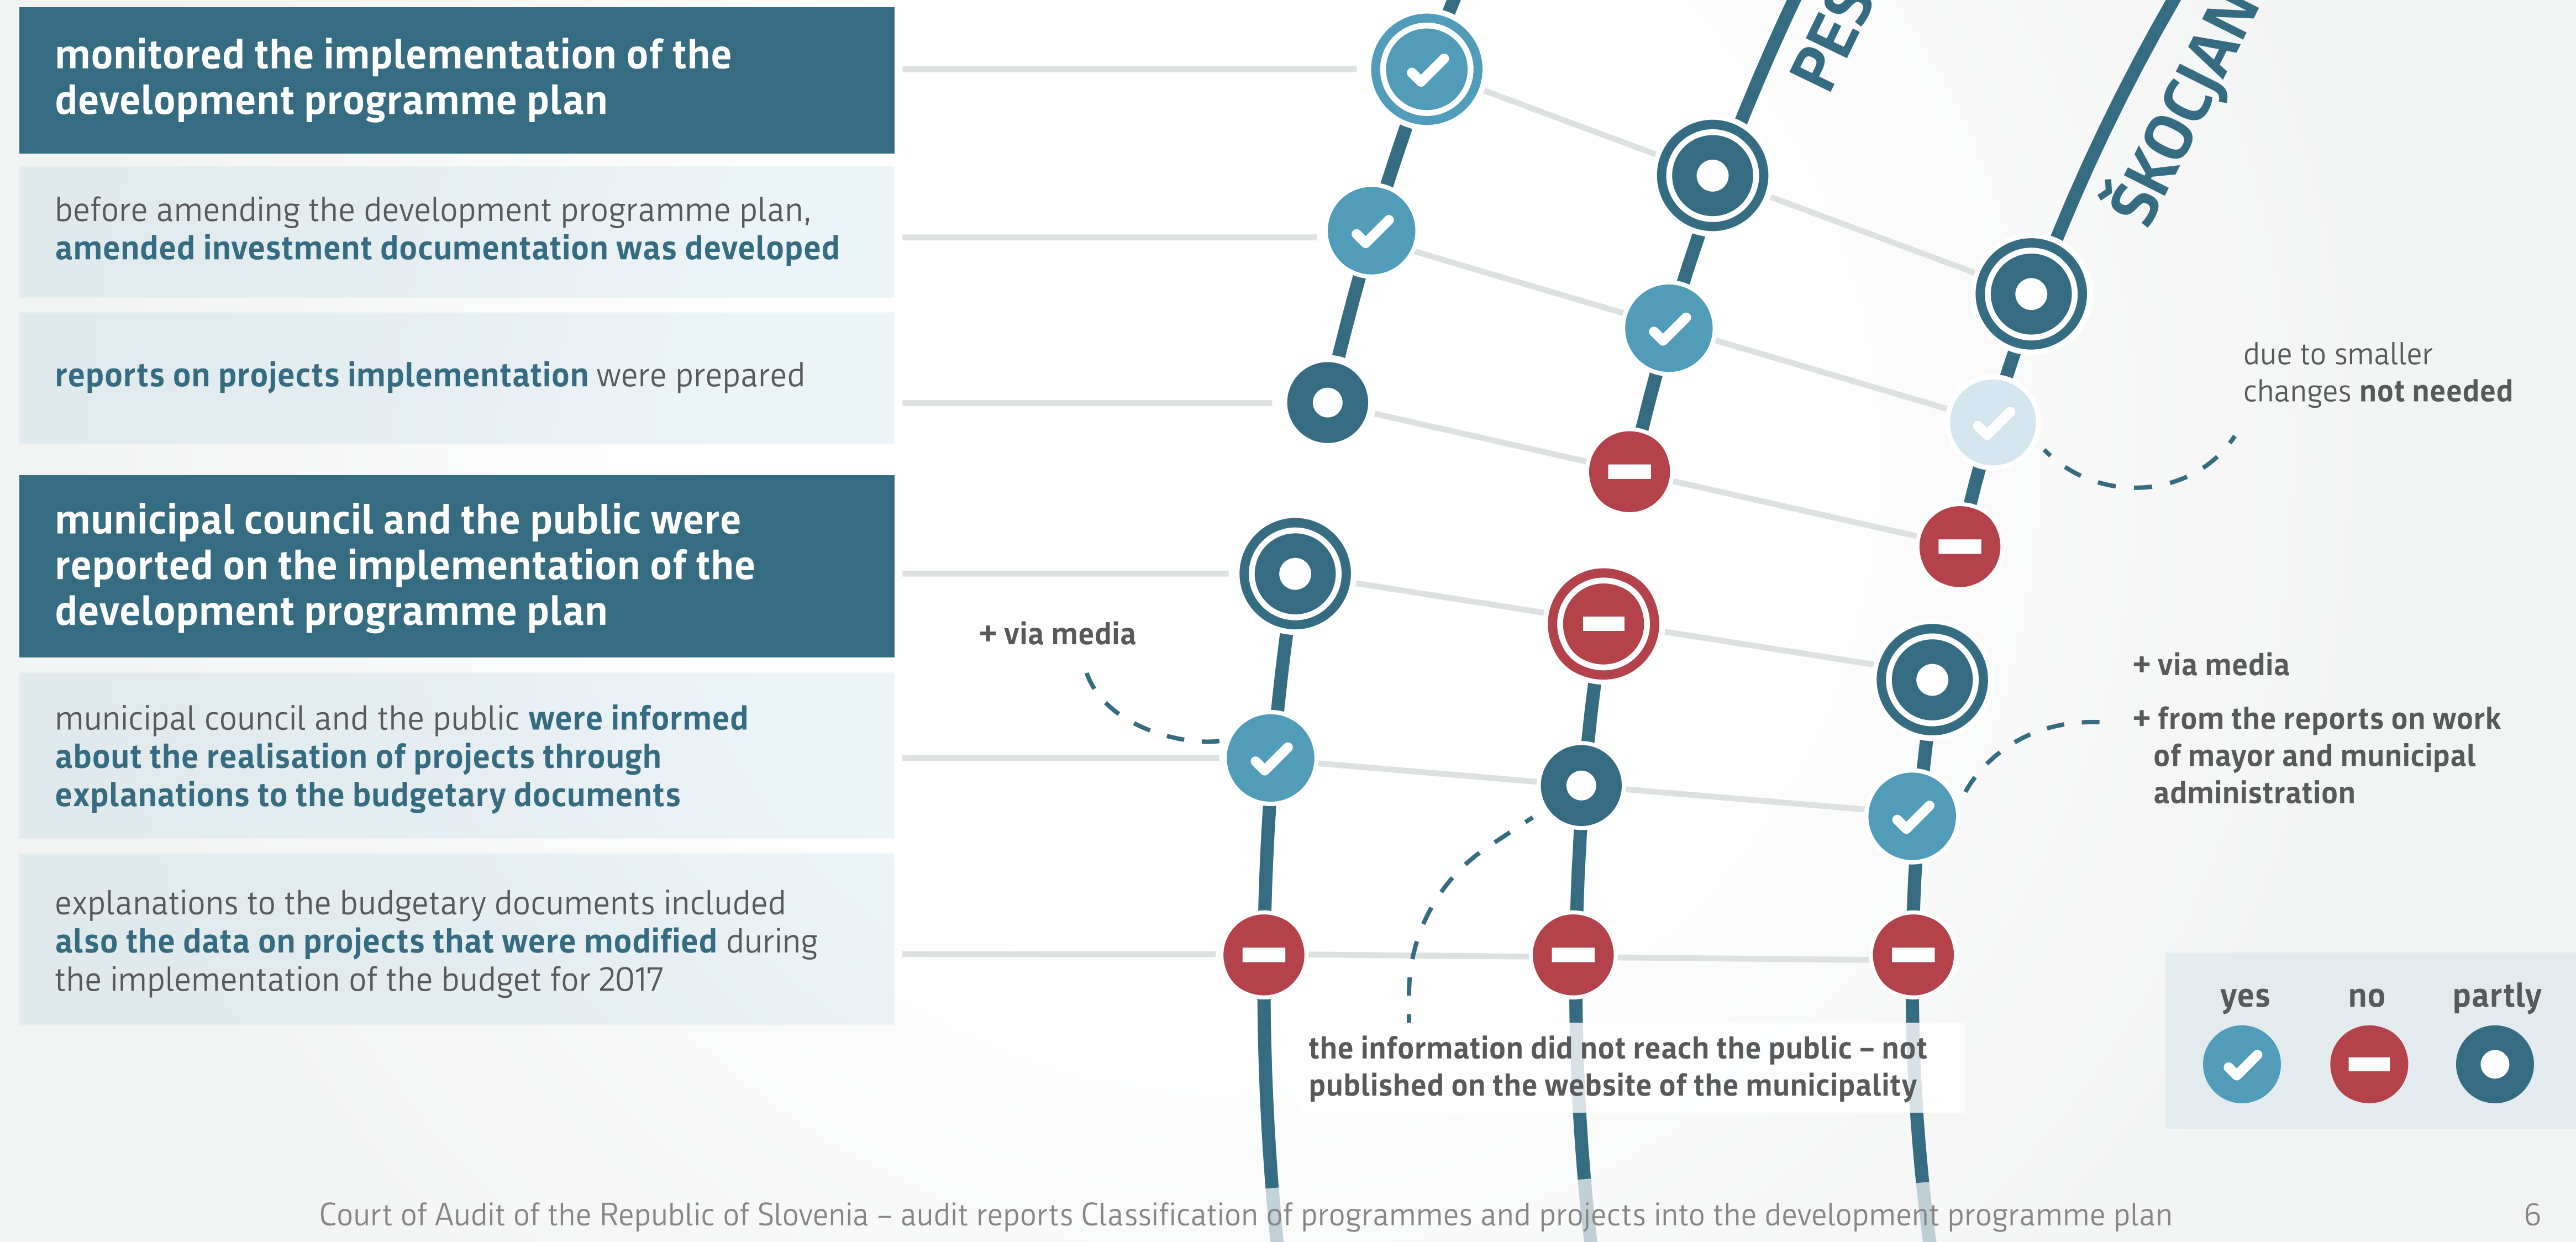 monitored the implementation of the
development programme plan
before amending the development programme plan,
amended investment documentation was developed
reports on projects implementation were prepared
municipal council and the public were
reported on the implementation of the
development programme plan
municipal council and the public were informed
about the realisation of projects through
explanations to the budgetary documents
explanations to the budgetary documents included
also the data on projects that were modified during
the implementation of the budget for 2017
PES
ŠKOCJAN
due to smaller
changes not needed
+ via media
+ via media
+ from the reports on work
of mayor and municipal
administration
the information did not reach the public – not
published on the website of the municipality
yes no partly
Court of Audit of the Republic of Slovenia – audit reports Classification of programmes and projects into the development programme plan
6